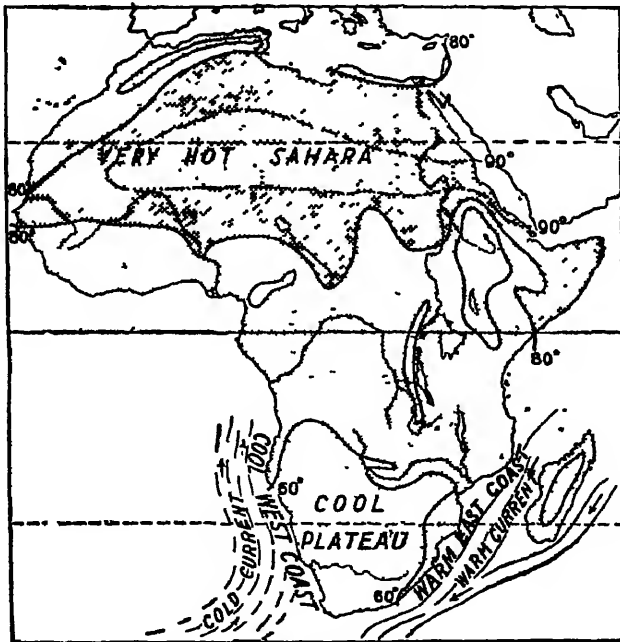 80°
VERY HOT SAHARA
90°
80°
80°
90°
80°
COOL WEST COAST
60°
COOL
PLATEAU
WARM EAST COAST
WARM CURRENT
COLD CURRENT
60°